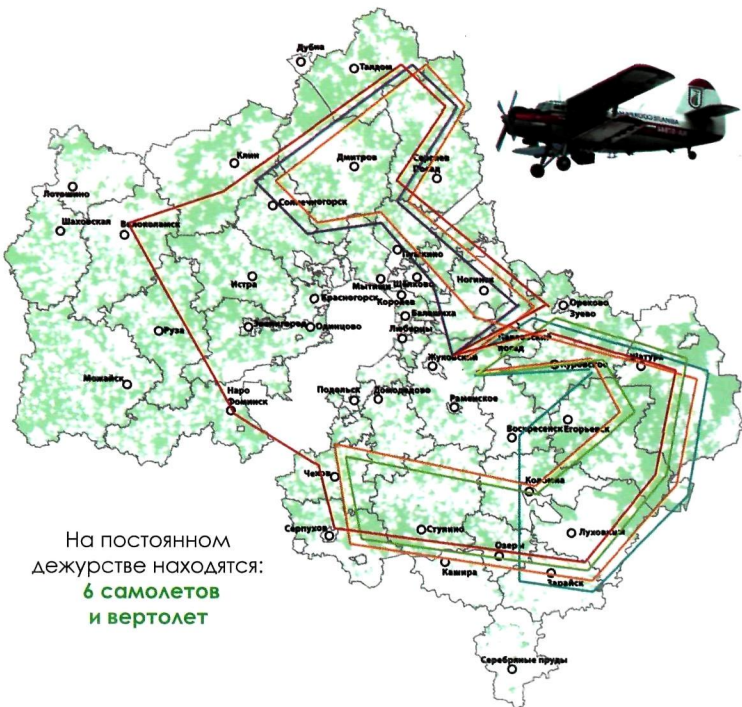 Дубна
Талдом
Клин
Дмитров
Сергиев
Посад
Лотошино
Солнечногорск
Шаховская
Волоколамск
Пушкино
Истра
Мытищи
Щёлково
Ногинск
Красногорск
Королев
Орехово
Зуево
Балашиха
Руза
Звенигород
Одинцово
Люберцы
Павловский
посад
Жуковский
Куровское
Шатура
Можайск
Наро
Фоминск
Подольск
Домодедово
Раменское
Воскресенск
Егорьевск
Чехов
Коломна
Серпухов
Ступино
Луховицы
Озеры
Кашира
Зарайск
Серебряные пруды
На постоянном
дежурстве находятся:
6 самолетов
и вертолет